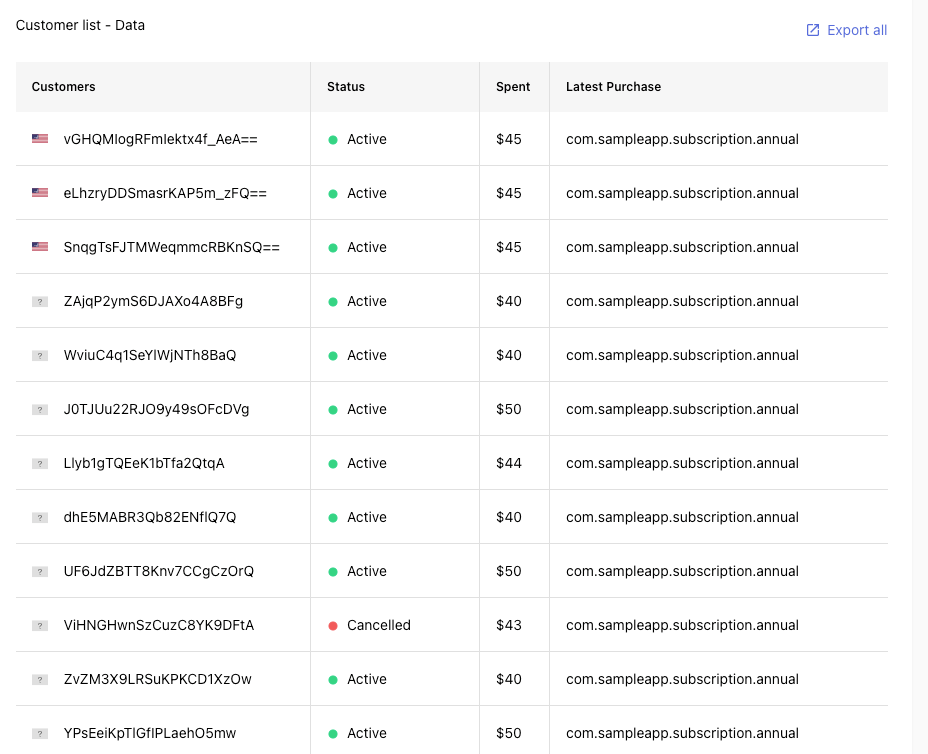 Customer list - Data
Export all
Customers Status Spent Latest Purchase
vGHQMlogRFmlektx4f_AeA== Active $45 com.sampleapp.subscription.annual
eLhzryDDSmasrKAP5m_zFQ== Active $45 com.sampleapp.subscription.annual
SnqgTsFJTMWeqmmcRBKnSQ== Active $45 com.sampleapp.subscription.annual
? ZAjqP2ymS6DJAXo4A8BFg Active $40 com.sampleapp.subscription.annual
? WviuC4q1SeYlWjNTh8BaQ Active $40 com.sampleapp.subscription.annual
? J0TJUu22RJO9y49sOFcDVg Active $50 com.sampleapp.subscription.annual
? Llyb1gTQEeK1bTfa2QtqA Active $44 com.sampleapp.subscription.annual
? dhE5MABR3Qb82ENflQ7Q Active $40 com.sampleapp.subscription.annual
? UF6JdZBTT8Knv7CCgCzOrQ Active $50 com.sampleapp.subscription.annual
? ViHNGHwnSzCuzC8YK9DFtA Cancelled $43 com.sampleapp.subscription.annual
? ZvZM3X9LRSuKPKCD1XzOw Active $40 com.sampleapp.subscription.annual
? YPsEeiKpTlGflPLaehO5mw Active $50 com.sampleapp.subscription.annual